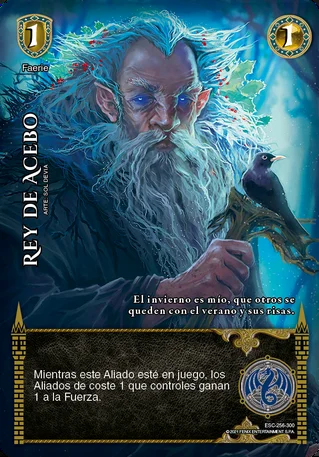 1
1
Faerie
REY DE ACEBO
ARTE: SOL DEVIA
El invierno es mío, que otros se
queden con el verano y sus risas.
Mientras este Aliado esté en juego, los
Aliados de coste 1 que controles ganan
1 a la Fuerza.
ESC-256-300
©2021 FENIX ENTERTAINMENT S.P.A.